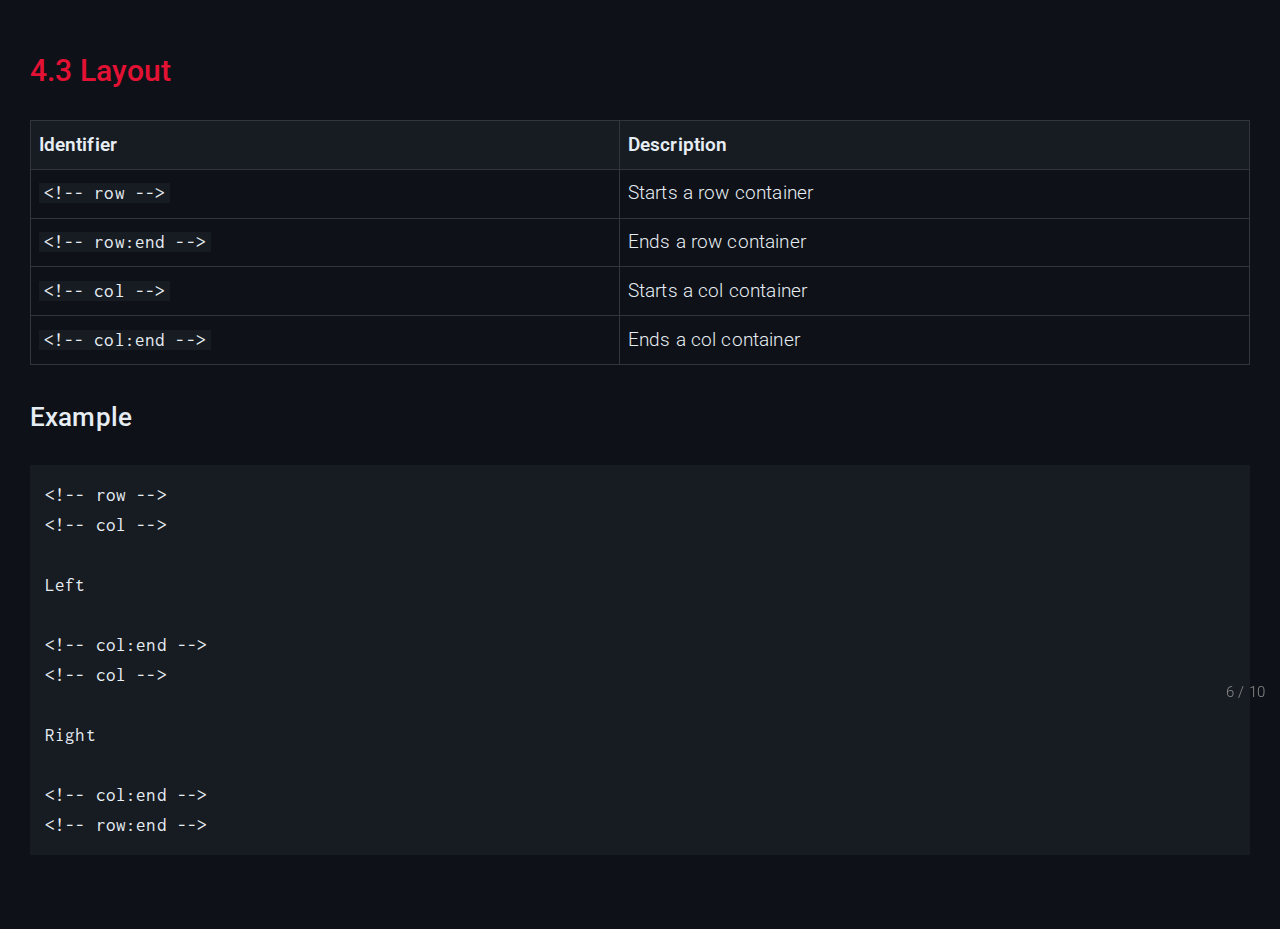 4.3 Layout
Identifier Description
<!-- row --> Starts a row container
<!-- row:end --> Ends a row container
<!-- col --> Starts a col container
<!-- col:end --> Ends a col container
Example
<!-- row -->
<!-- col -->
Left
<!-- col:end -->
<!-- col -->
6 / 10
Right
<!-- col:end -->
<!-- row:end -->